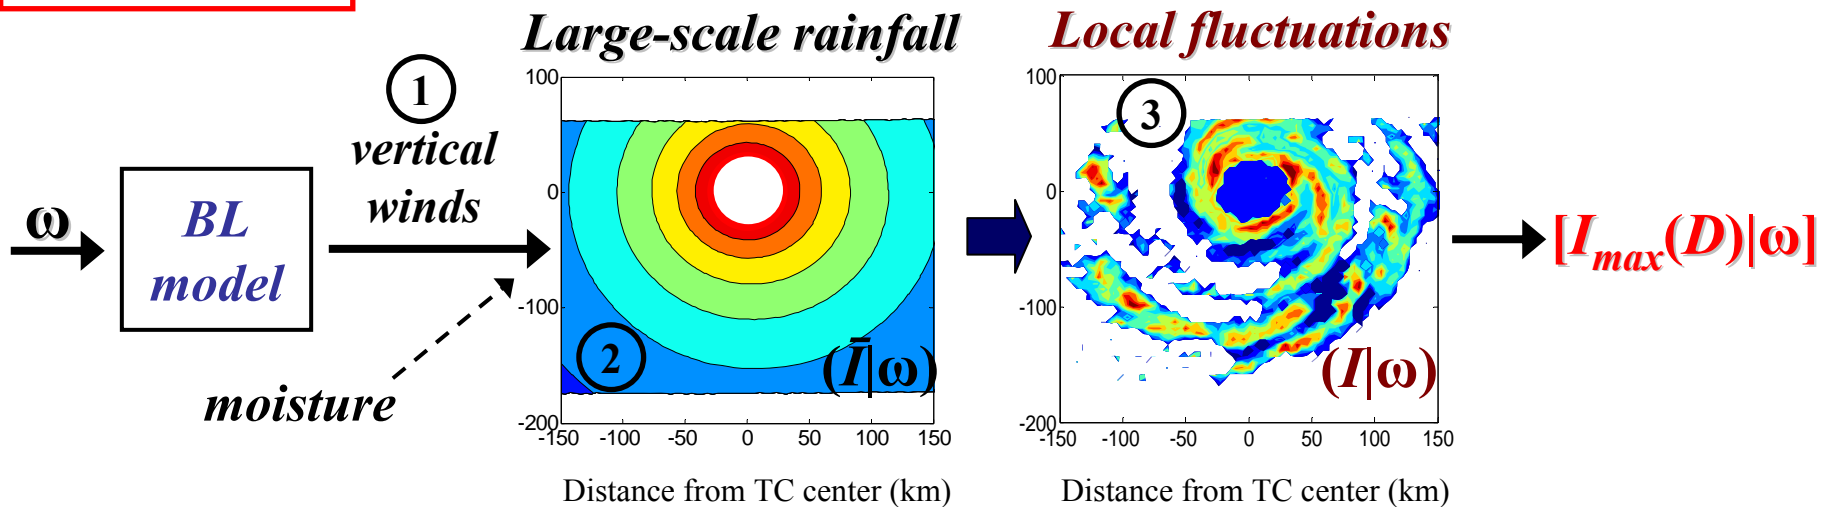 Large-scale rainfall
Local fluctuations
1
vertical
winds
ω
BL
model
moisture
100
0
-100
-200
-150 -100 -50 0 50 100 150
2
(Ī|ω)
Distance from TC center (km)
100
0
-100
-200
-150 -100 -50 0 50 100 150
3
(I|ω)
Distance from TC center (km)
[Imax(D)|ω]